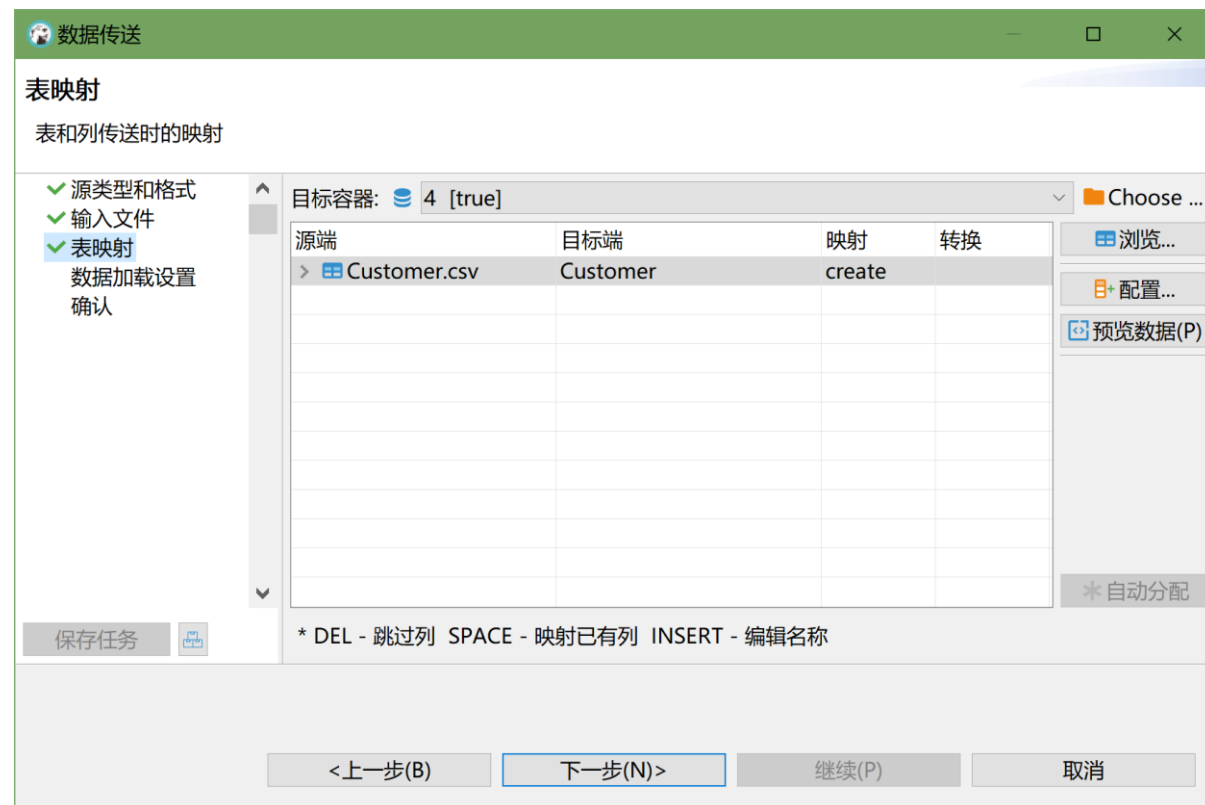 数据传送
表映射
表和列传送时的映射
源类型和格式
输入文件
表映射
数据加载设置
确认
保存任务
目标容器: 4 [true] Choose ...
源端 目标端 映射 转换
Customer.csv Customer create
浏览...
配置...
预览数据(P)
自动分配
* DEL - 跳过列 SPACE - 映射已有列 INSERT - 编辑名称
<上一步(B) 下一步(N)> 继续(P) 取消